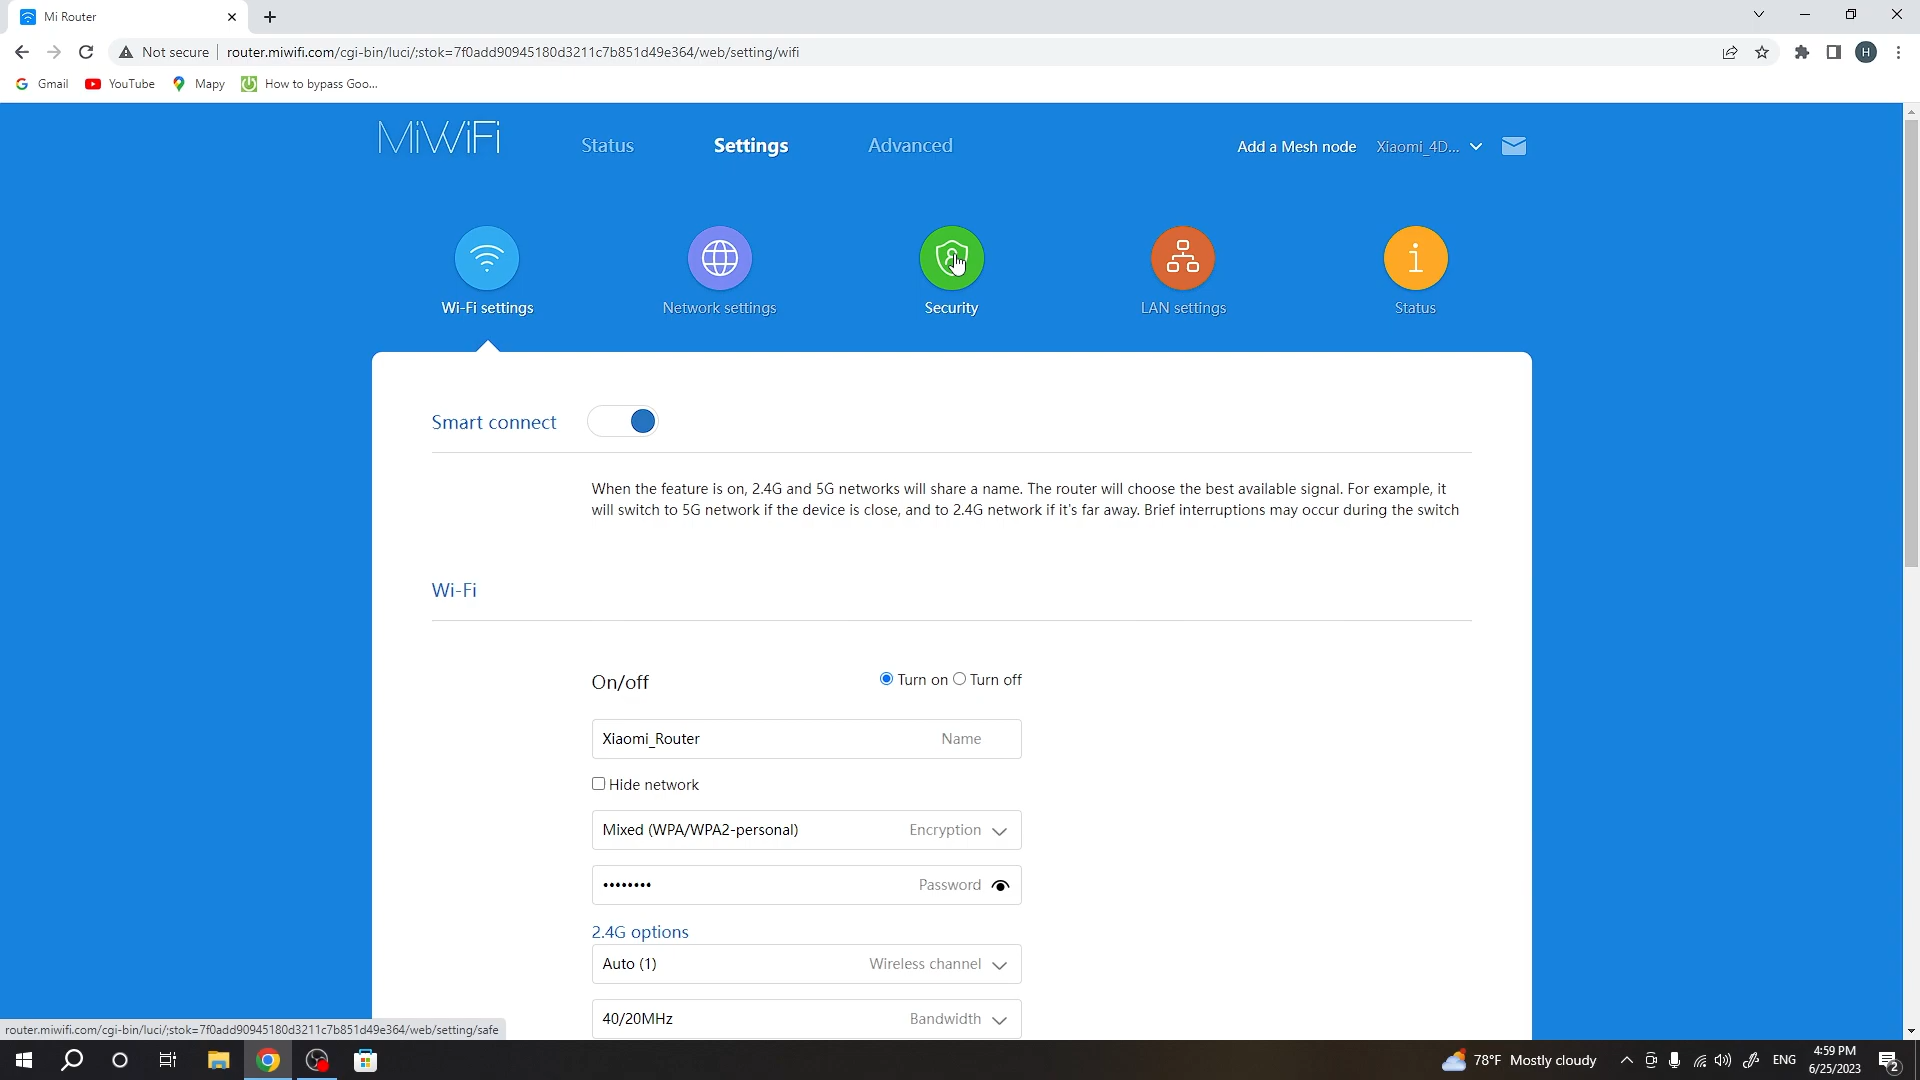 Mi Router
Not secure
router.miwifi.com/cgi-bin/luci/;stok=7f0add90945180d3211c7b851d49e364/web/setting/wifi
H
Gmail
YouTube
Mapy
How to bypass Goo...
MiWiFi
Status
Settings
Advanced
Add a Mesh node
Xiaomi_4D...
Wi-Fi settings
Network settings
Security
LAN settings
Status
Smart connect
When the feature is on, 2.4G and 5G networks will share a name. The router will choose the best available signal. For example, it
will switch to 5G network if the device is close, and to 2.4G network if it's far away. Brief interruptions may occur during the switch
Wi-Fi
On/off
Turn on
Turn off
Xiaomi_Router
Name
Hide network
Mixed (WPA/WPA2-personal)
Encryption
••••••••
Password
2.4G options
Auto (1)
Wireless channel
40/20MHz
Bandwidth
router.miwifi.com/cgi-bin/luci/;stok=7f0add90945180d3211c7b851d49e364/web/setting/safe
78°F Mostly cloudy
ENG
4:59 PM
6/25/2023
2